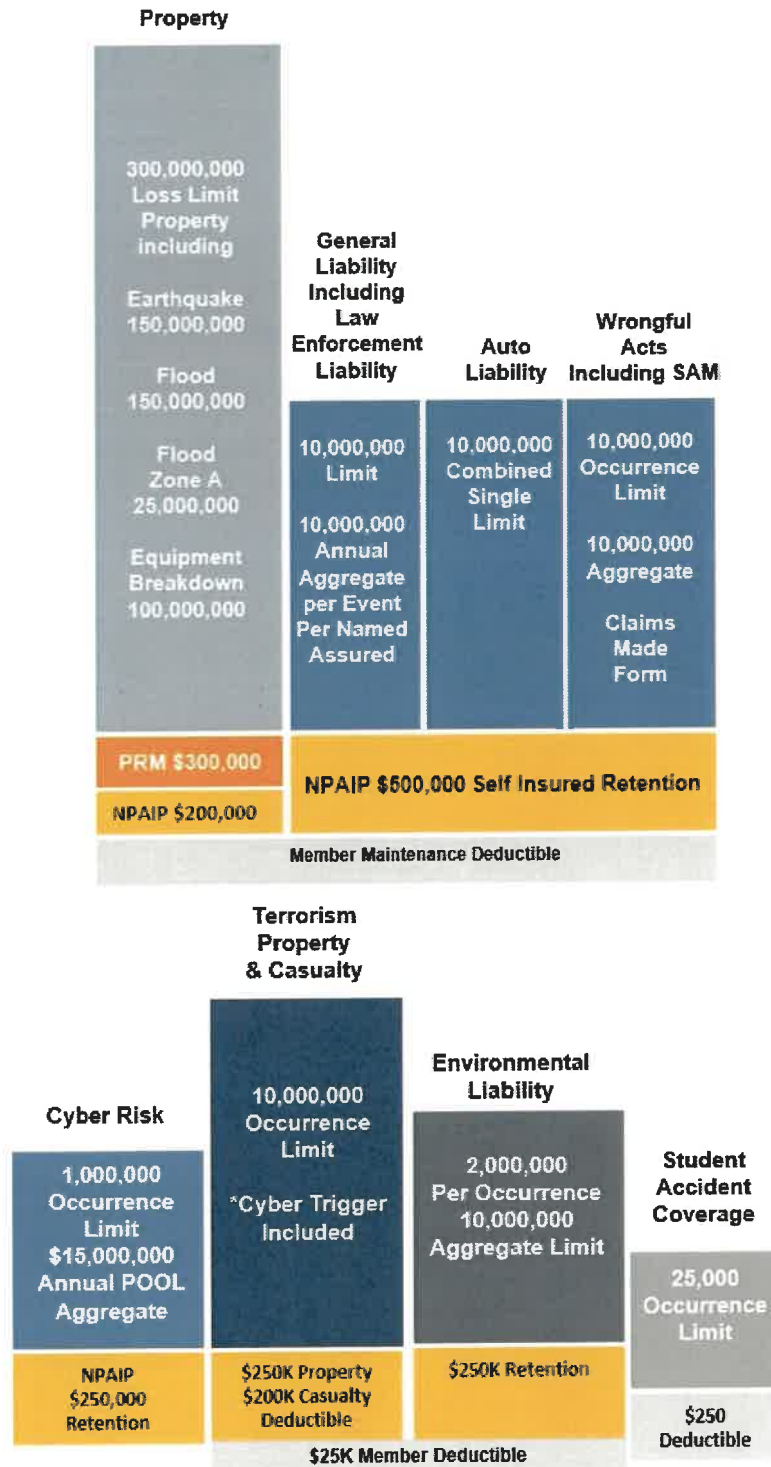 Property
300,000,000
Loss Limit
Property
including
Earthquake
150,000,000
Flood
150,000,000
Flood
Zone A
25,000,000
Equipment
Breakdown
100,000,000
PRM $300,000
NPAIP $200,000
General
Liability
Including
Law
Enforcement
Liability
10,000,000
Limit
10,000,000
Annual
Aggregate
per Event
Per Named
Assured
Auto
Liability
10,000,000
Combined
Single
Limit
Wrongful
Acts
Including SAM
10,000,000
Occurrence
Limit
10,000,000
Aggregate
Claims
Made
Form
NPAIP $500,000 Self Insured Retention
Member Maintenance Deductible
Cyber Risk
1,000,000
Occurrence
Limit
$15,000,000
Annual POOL
Aggregate
NPAIP
$250,000
Retention
Terrorism
Property
& Casualty
10,000,000
Occurrence
Limit
*Cyber Trigger
Included
$250K Property
$200K Casualty
Deductible
Environmental
Liability
2,000,000
Per Occurrence
10,000,000
Aggregate Limit
$250K Retention
$25K Member Deductible
Student
Accident
Coverage
25,000
Occurrence
Limit
$250
Deductible